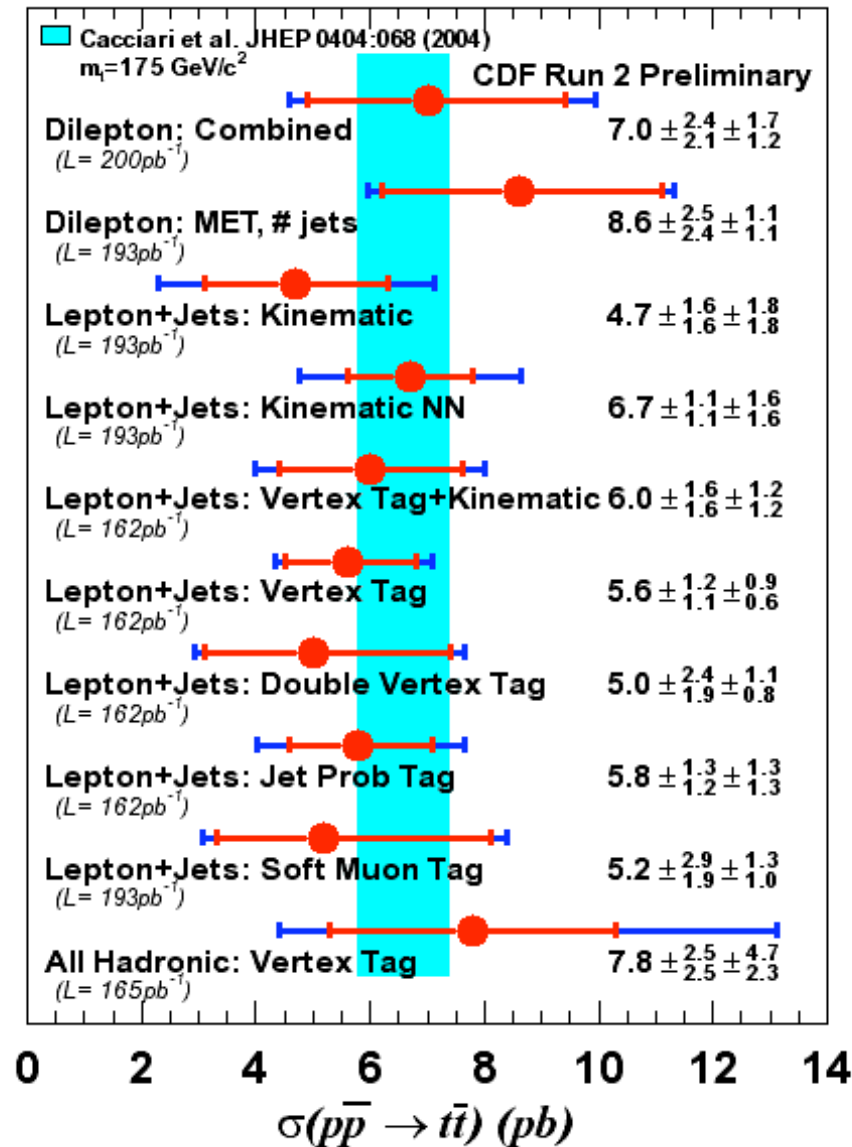 Cacciari et al. JHEP 0404:068 (2004)
mₜ=175 GeV/c²
CDF Run 2 Preliminary
Dilepton: Combined 7.0 ± 2.4 2.1 ± 1.7 1.2
(L= 200pb⁻¹)
Dilepton: MET, # jets 8.6 ± 2.5 2.4 ± 1.1 1.1
(L= 193pb⁻¹)
Lepton+Jets: Kinematic 4.7 ± 1.6 1.6 ± 1.8 1.8
(L= 193pb⁻¹)
Lepton+Jets: Kinematic NN 6.7 ± 1.1 1.1 ± 1.6 1.6
(L= 193pb⁻¹)
Lepton+Jets: Vertex Tag+Kinematic 6.0 ± 1.6 1.6 ± 1.2 1.2
(L= 162pb⁻¹)
Lepton+Jets: Vertex Tag 5.6 ± 1.2 1.1 ± 0.9 0.6
(L= 162pb⁻¹)
Lepton+Jets: Double Vertex Tag 5.0 ± 2.4 1.9 ± 1.1 0.8
(L= 162pb⁻¹)
Lepton+Jets: Jet Prob Tag 5.8 ± 1.3 1.2 ± 1.3 1.3
(L= 162pb⁻¹)
Lepton+Jets: Soft Muon Tag 5.2 ± 2.9 1.9 ± 1.3 1.0
(L= 193pb⁻¹)
All Hadronic: Vertex Tag 7.8 ± 2.5 2.5 ± 4.7 2.3
(L= 165pb⁻¹)
0 2 4 6 8 10 12 14
σ(pp̄ → tt̄) (pb)